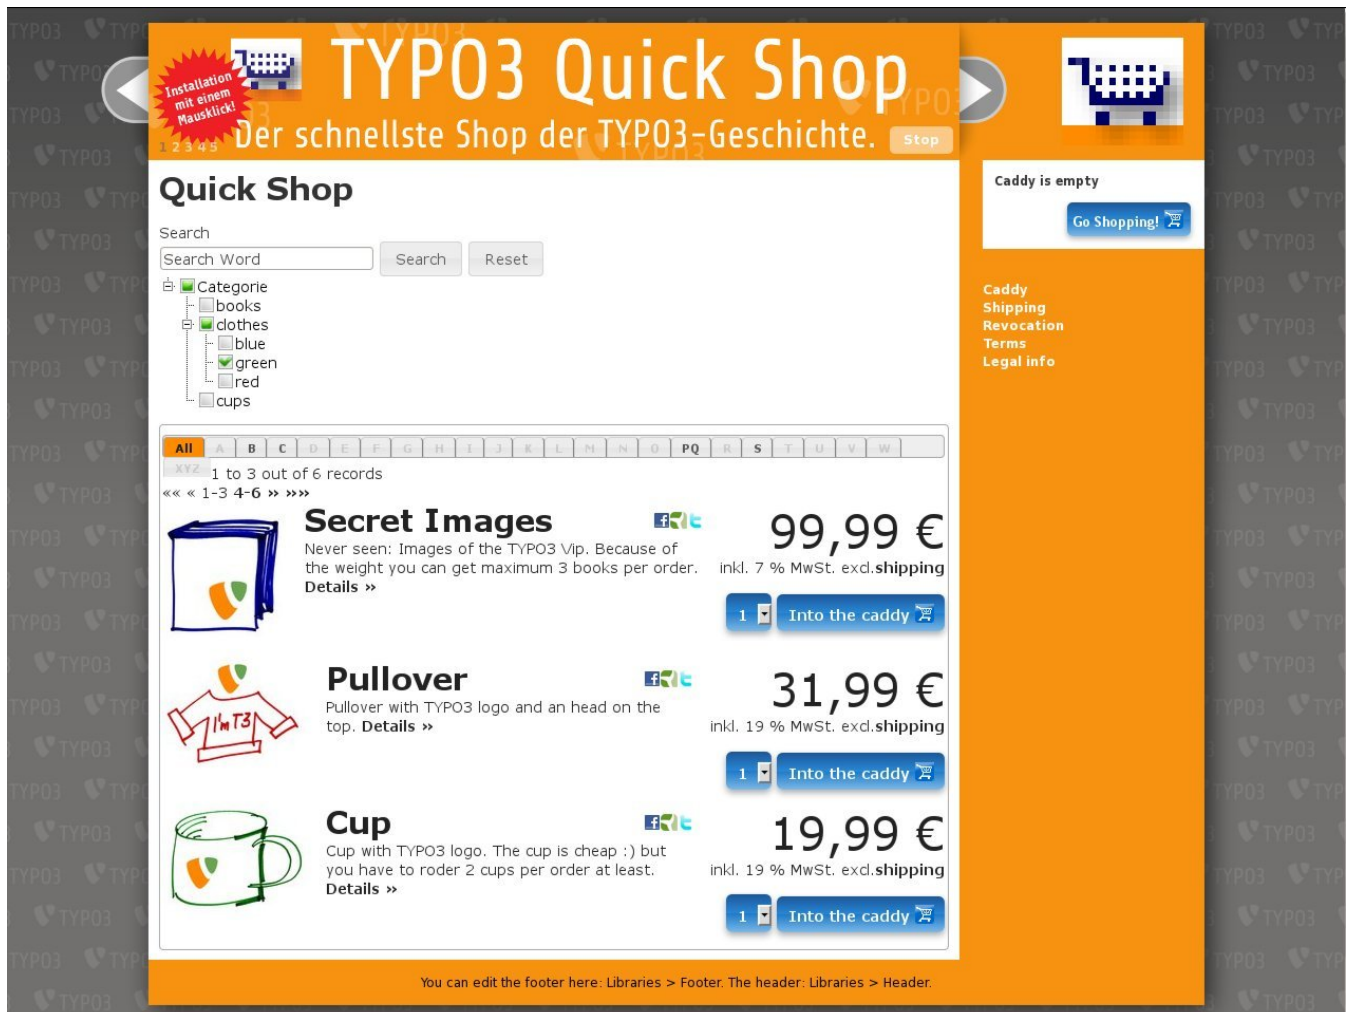 TYPO3 Quick Shop
Installation
mit einem
Mausklick!
Der schnellste Shop der TYPO3-Geschichte.
Stop
1 2 3 4 5
Quick Shop
Caddy is empty
Go Shopping!
Search
Search Word
Search
Reset
Categorie
books
clothes
blue
green
red
cups
Caddy
Shipping
Revocation
Terms
Legal info
All A B C D E F G H I J K L M N O PQ R S T U V W
XYZ
1 to 3 out of 6 records
«« « 1-3 4-6 » »»
Secret Images
Never seen: Images of the TYPO3 Vip. Because of
the weight you can get maximum 3 books per order.
Details »
99,99 €
inkl. 7 % MwSt. excl.shipping
1
Into the caddy
I'm T3
Pullover
Pullover with TYPO3 logo and an head on the
top. Details »
31,99 €
inkl. 19 % MwSt. excl.shipping
1
Into the caddy
Cup
Cup with TYPO3 logo. The cup is cheap :) but
you have to roder 2 cups per order at least.
Details »
19,99 €
inkl. 19 % MwSt. excl.shipping
1
Into the caddy
You can edit the footer here: Libraries > Footer. The header: Libraries > Header.